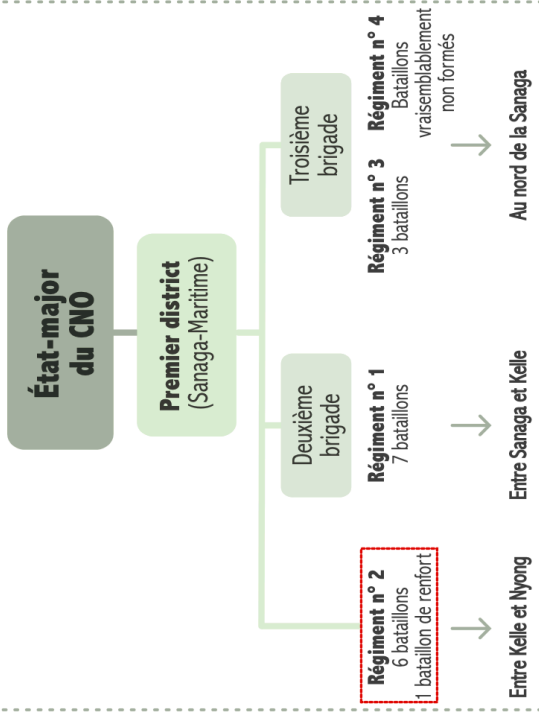 État-major
du CNO
Premier district
(Sanaga-Maritime)
Deuxième
brigade
Troisième
brigade
Régiment n° 2
6 bataillons
1 bataillon de renfort
Régiment n° 1
7 bataillons
Régiment n° 3
3 bataillons
Régiment n° 4
Bataillons
vraisemblablement
non formés
Entre Kelle et Nyong
Entre Sanaga et Kelle
Au nord de la Sanaga